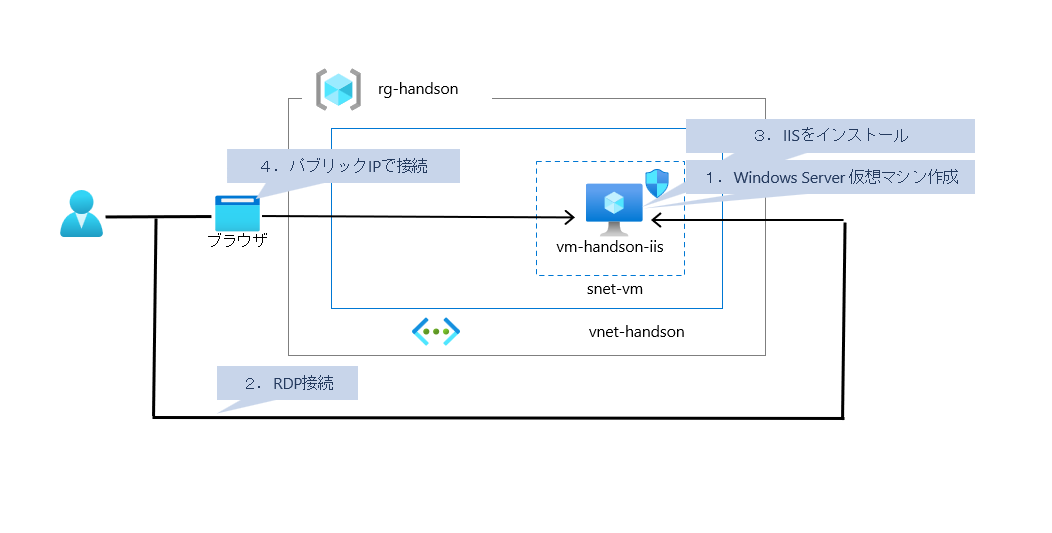 rg-handson
3．IISをインストール
4．パブリックIPで接続
1．Windows Server 仮想マシン作成
ブラウザ
vm-handson-iis
snet-vm
vnet-handson
2．RDP接続